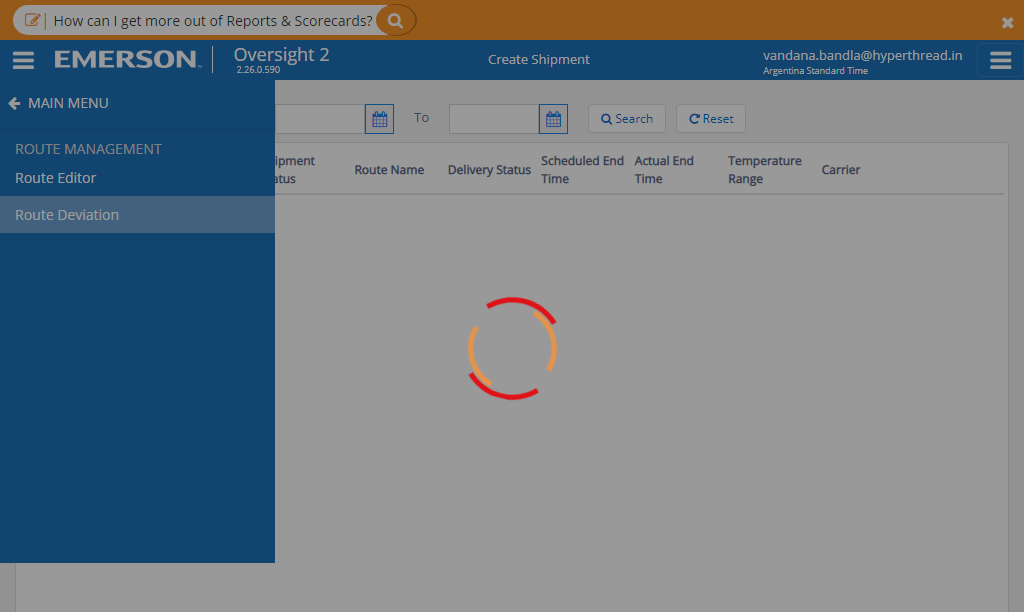 How can I get more out of Reports & Scorecards?
EMERSON
Oversight 2
2.26.0.590
Create Shipment
vandana.bandla@hyperthread.in
Argentina Standard Time
MAIN MENU
To
Search
Reset
ROUTE MANAGEMENT
Route Editor
Route Deviation
Route Name
Delivery Status
Scheduled End
Time
Actual End
Time
Temperature
Range
Carrier